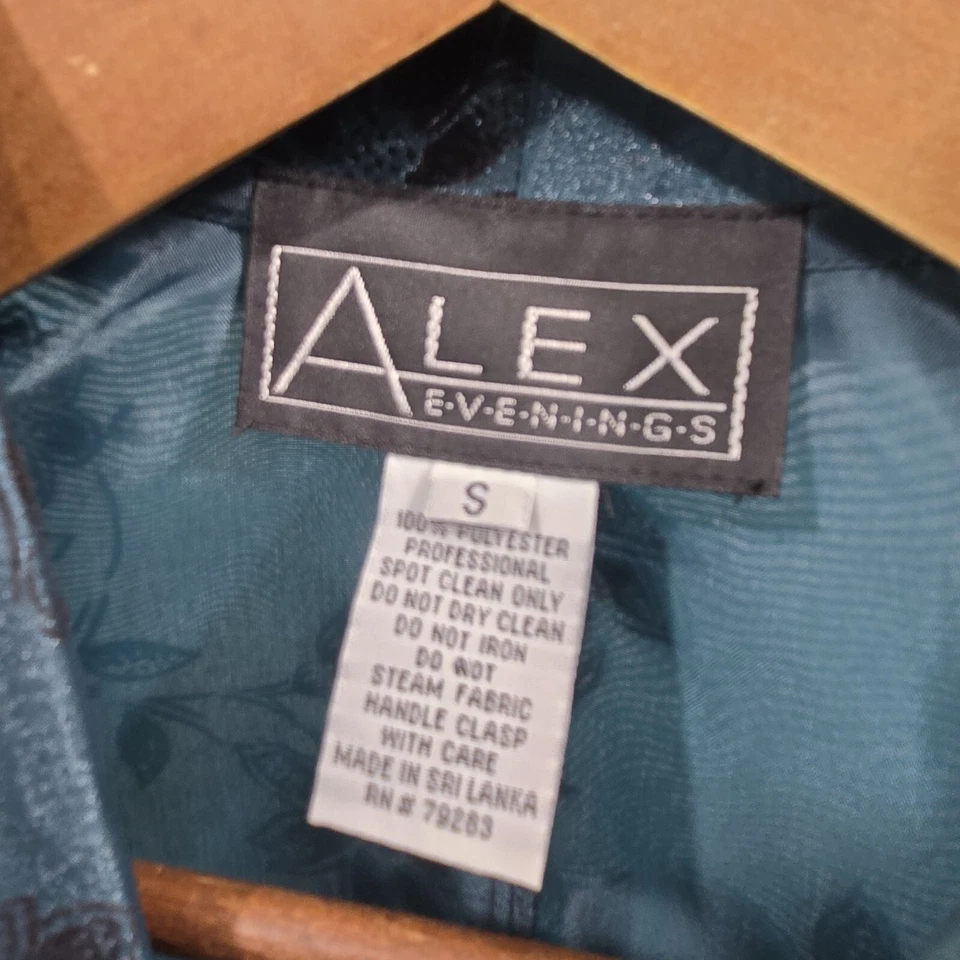 ALEX
E·V·E·N·I·N·G·S
S
100% POLYESTER
PROFESSIONAL
SPOT CLEAN ONLY
DO NOT DRY CLEAN
DO NOT IRON
DO NOT
STEAM FABRIC
HANDLE CLASP
WITH CARE
MADE IN SRI LANKA
RN # 79263